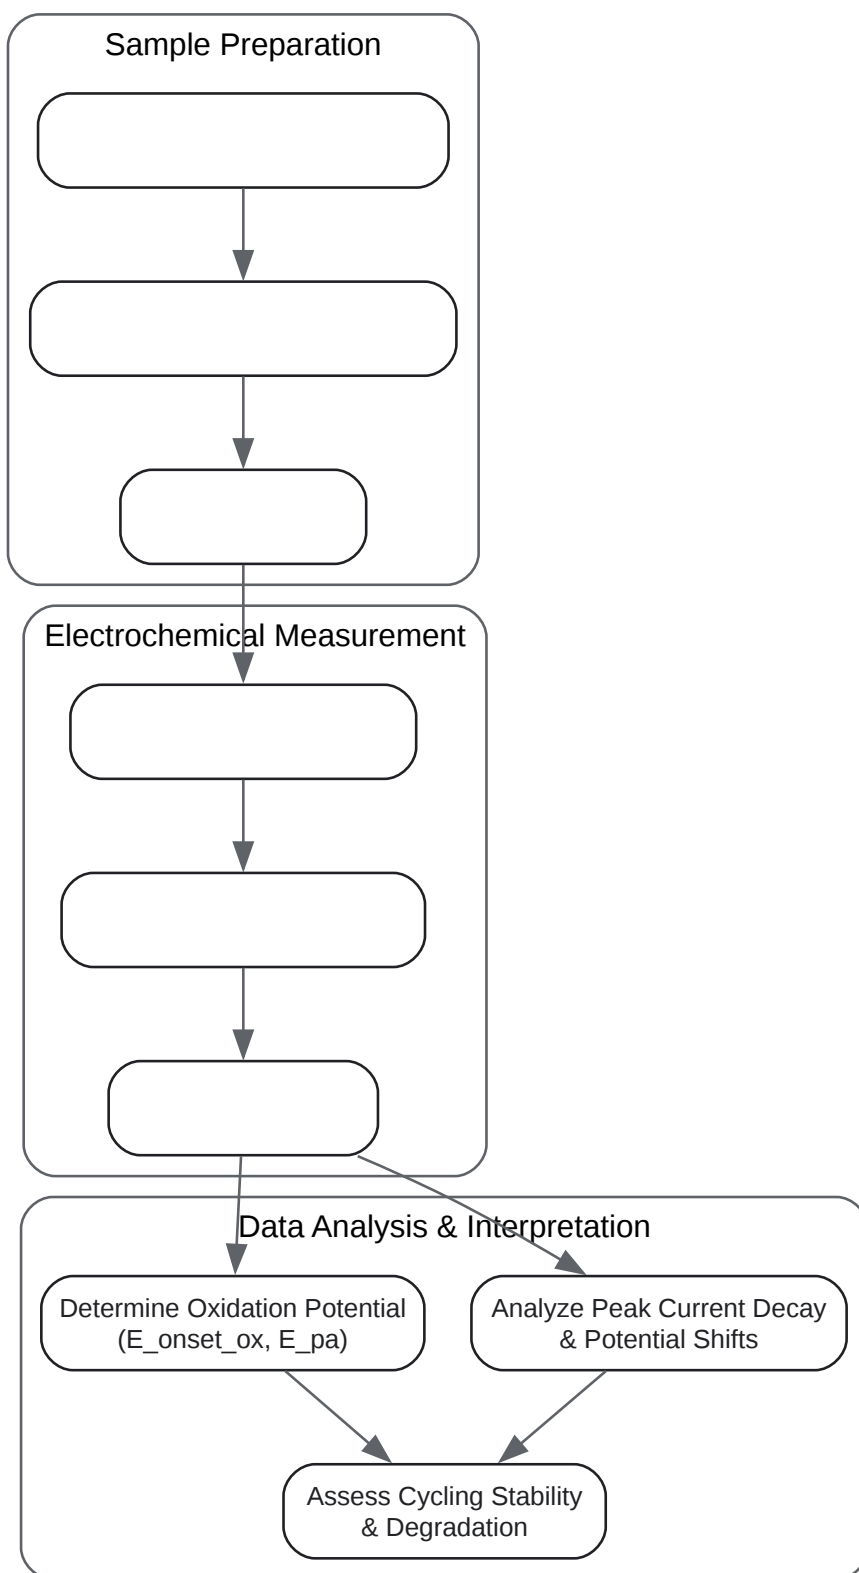 Sample Preparation
Electrochemical Measurement
Data Analysis & Interpretation
Determine Oxidation Potential
(E_onset_ox, E_pa)
Analyze Peak Current Decay
& Potential Shifts
Assess Cycling Stability
& Degradation